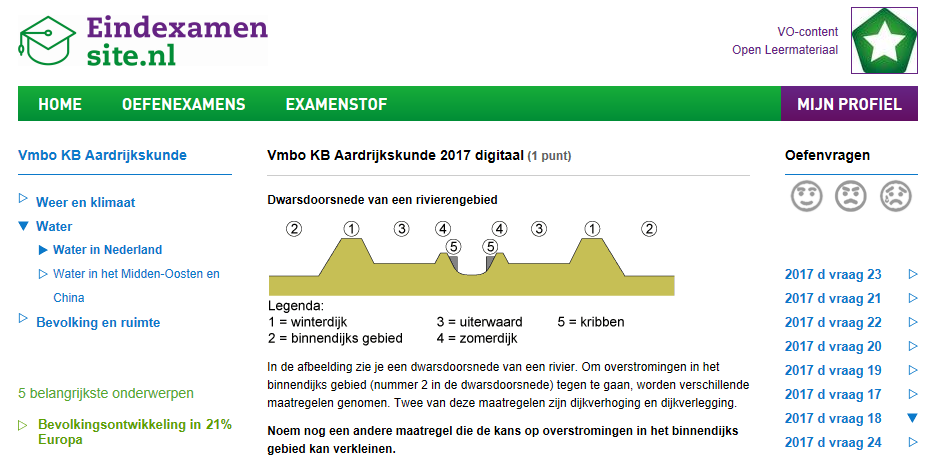 Eindexamen
site.nl
VO-content
Open Leermateriaal
HOME OEFENEXAMENS EXAMENSTOF MIJN PROFIEL
Vmbo KB Aardrijkskunde
▷ Weer en klimaat
▼ Water
▶ Water in Nederland
▷ Water in het Midden-Oosten en
China
▷ Bevolking en ruimte
5 belangrijkste onderwerpen
▷ Bevolkingsontwikkeling in 21%
Europa
Vmbo KB Aardrijkskunde 2017 digitaal (1 punt)
Dwarsdoorsnede van een rivierengebied
2 1 3 4 4 3 1 2
5 5
Legenda:
1 = winterdijk 3 = uiterwaard 5 = kribben
2 = binnendijks gebied 4 = zomerdijk
In de afbeelding zie je een dwarsdoorsnede van een rivier. Om overstromingen in het
binnendijks gebied (nummer 2 in de dwarsdoorsnede) tegen te gaan, worden verschillende
maatregelen genomen. Twee van deze maatregelen zijn dijkverhoging en dijkverlegging.
Noem nog een andere maatregel die de kans op overstromingen in het binnendijks
gebied kan verkleinen.
Oefenvragen
2017 d vraag 23 ▷
2017 d vraag 21 ▷
2017 d vraag 22 ▷
2017 d vraag 20 ▷
2017 d vraag 19 ▷
2017 d vraag 17 ▷
2017 d vraag 18 ▼
2017 d vraag 24 ▷